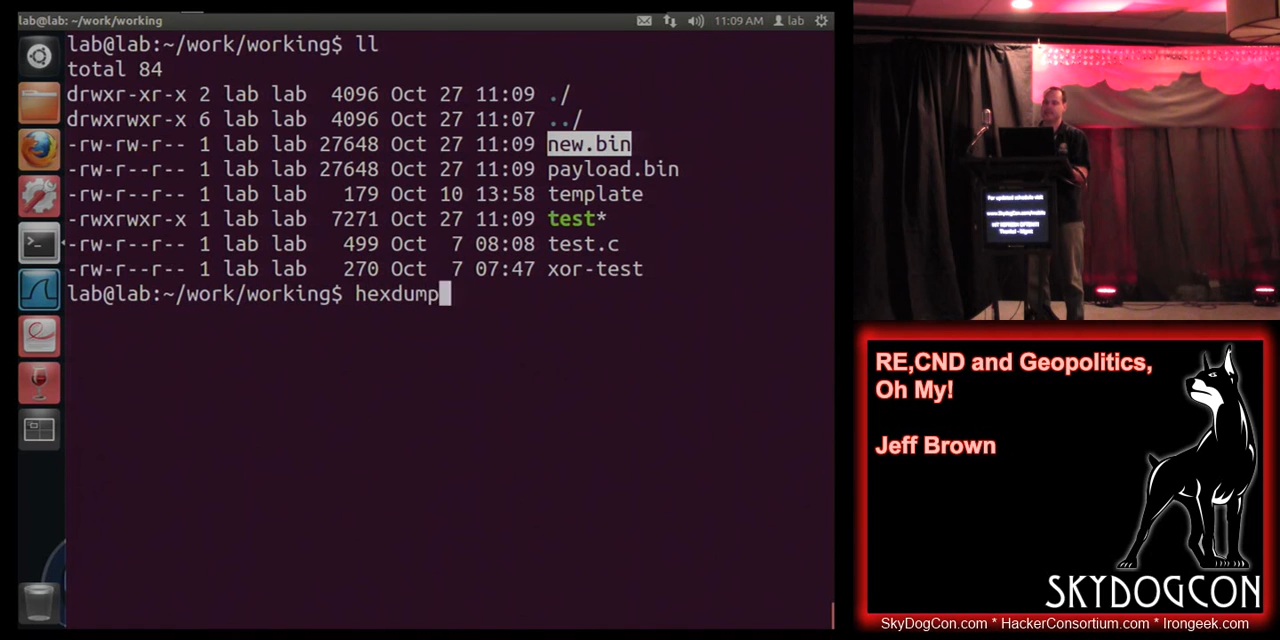 lab@lab: ~/work/working
11:09 AM
lab
lab@lab:~/work/working$ ll
total 84
drwxr-xr-x 2 lab lab  4096 Oct 27 11:09 ./
drwxrwxr-x 6 lab lab  4096 Oct 27 11:07 ../
-rw-rw-r-- 1 lab lab 27648 Oct 27 11:09 new.bin
-rw-rw-r-- 1 lab lab 27648 Oct 27 11:09 payload.bin
-rw-r--r-- 1 lab lab   179 Oct 10 13:58 template
-rwxrwxr-x 1 lab lab  7271 Oct 27 11:09 test*
-rw-r--r-- 1 lab lab   499 Oct  7 08:08 test.c
-rw-r--r-- 1 lab lab   270 Oct  7 07:47 xor-test
lab@lab:~/work/working$ hexdump
For updated schedule visit
RE,CND and Geopolitics,
Oh My!
Jeff Brown
SKYDOGCON
SkyDogCon.com * HackerConsortium.com * Irongeek.com